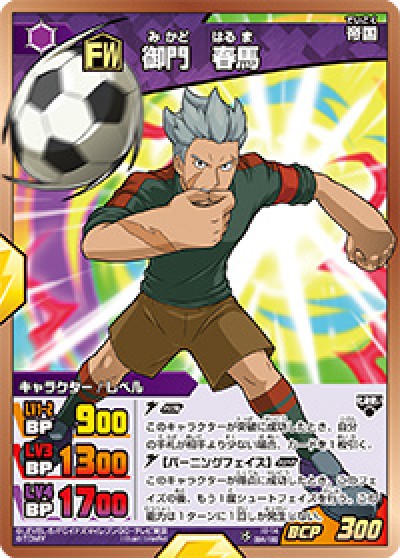 みかど はるま
FW 御門 春馬
ていこく
帝国
キャラクター/レベル
LV1-2 BP 900
LV3 BP 1300
LV4 BP 1700
このキャラクターが突破に成功したとき、自分
の手札が相手より少ない場合、カードを1枚引く。
【バーニングフェイズ】
このキャラクターが得点に成功したとき、このフェ
イズの後、もう1度シュートフェイズを行う。この
能力は1ターンに1回しか発揮しない。
BCP 300